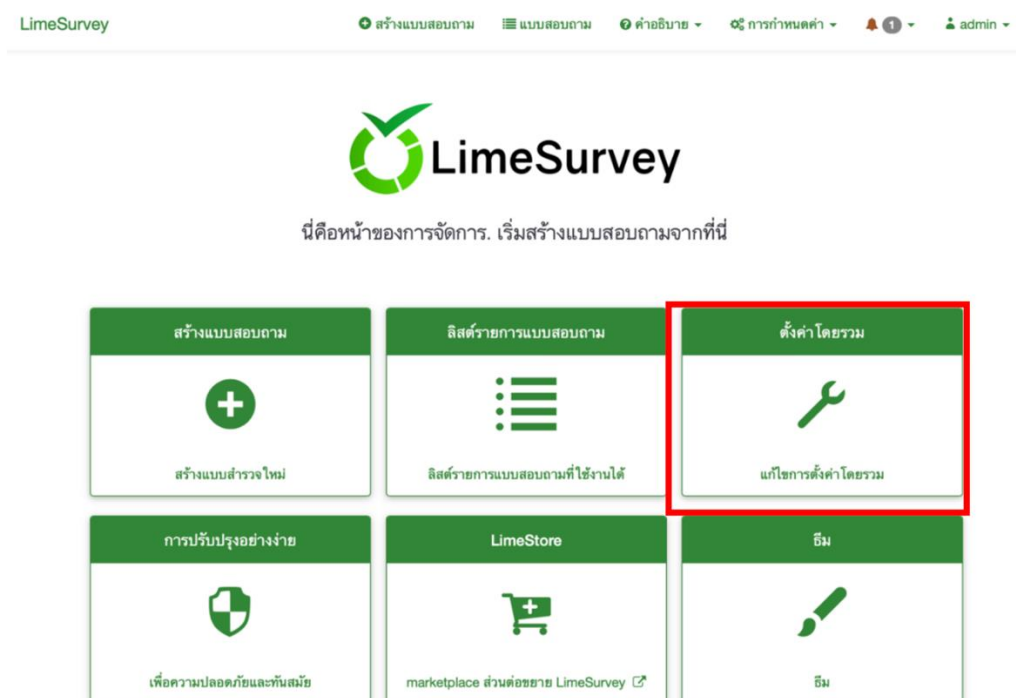 LimeSurvey สร้างแบบสอบถาม แบบสอบถาม คำอธิบาย การกำหนดค่า 1 admin
LimeSurvey
นี่คือหน้าของการจัดการ. เริ่มสร้างแบบสอบถามจากที่นี่
สร้างแบบสอบถาม
สร้างแบบสำรวจใหม่
ลิสต์รายการแบบสอบถาม
ลิสต์รายการแบบสอบถามที่ใช้งานได้
ตั้งค่าโดยรวม
แก้ไขการตั้งค่าโดยรวม
การปรับปรุงอย่างง่าย
เพื่อความปลอดภัยและทันสมัย
LimeStore
marketplace ส่วนต่อขยาย LimeSurvey
ธีม
ธีม